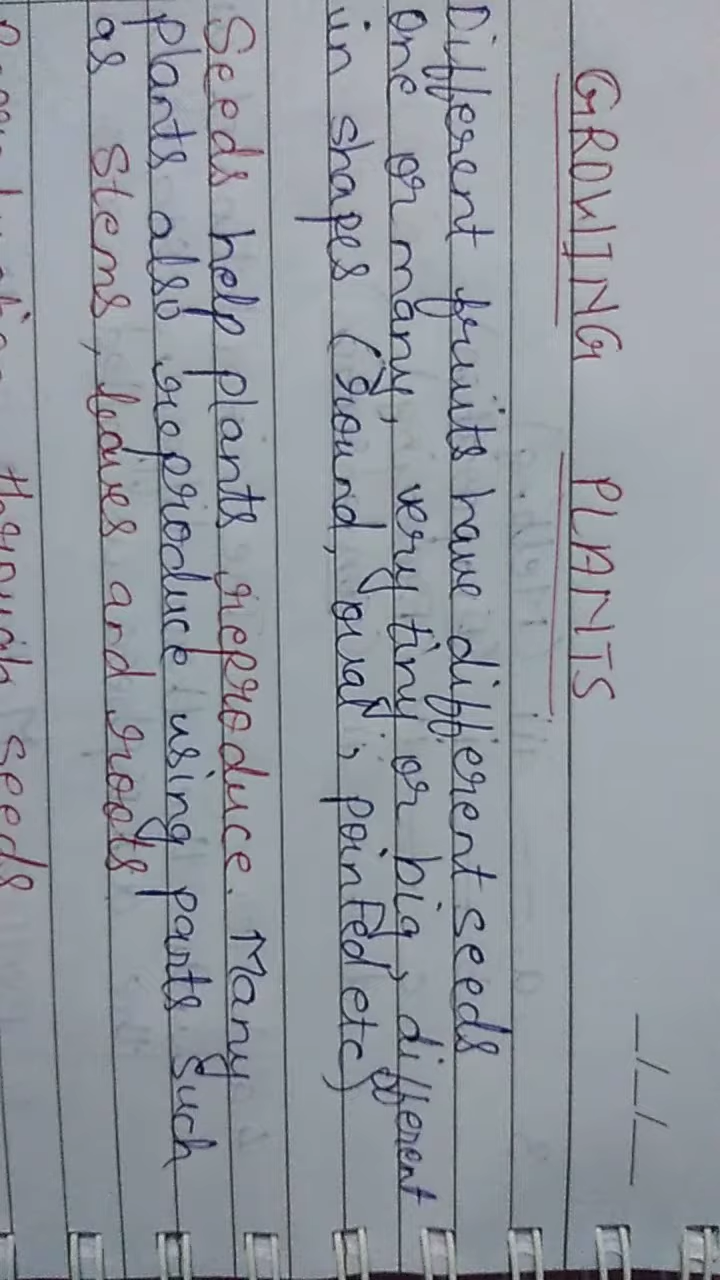 GROWING PLANTS
Different fruits have different seeds
one or many, very tiny or big, different
in shapes (round, oval, pointed etc)
Seeds help plants reproduce. Many
plants also reproduce using parts such
as stems, leaves and roots
through seeds